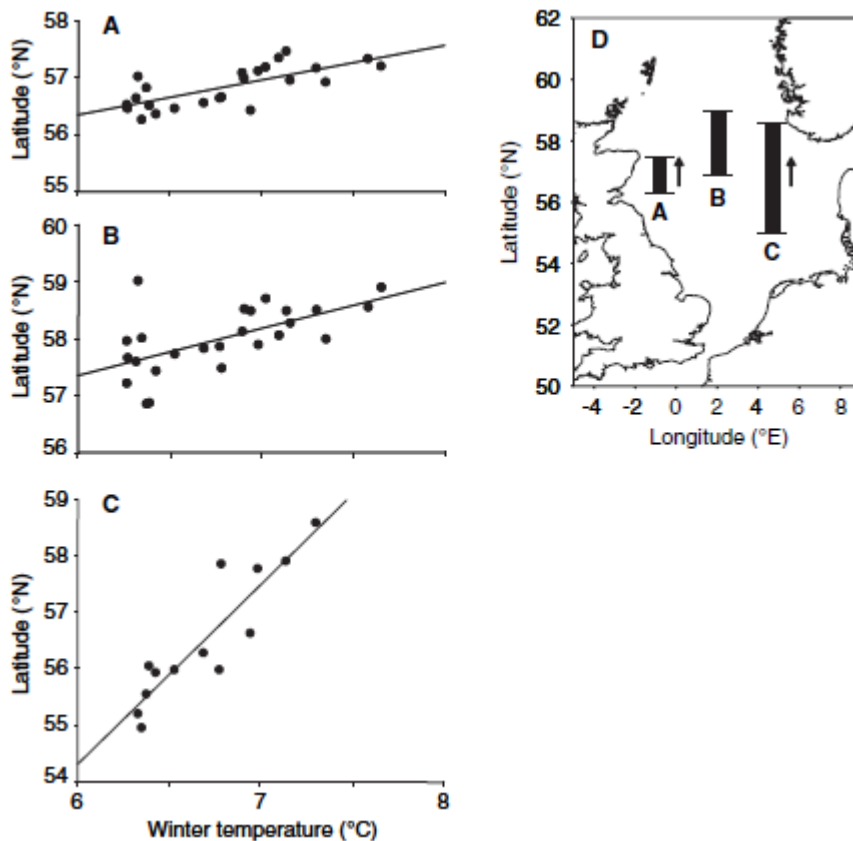 A
Latitude (°N)
58
57
56
55
B
Latitude (°N)
60
59
58
57
56
C
Latitude (°N)
59
58
57
56
55
54
6 7 8
Winter temperature (°C)
D
Latitude (°N)
62
60
58
56
54
52
50
A
B
C
-4 -2 0 2 4 6 8
Longitude (°E)